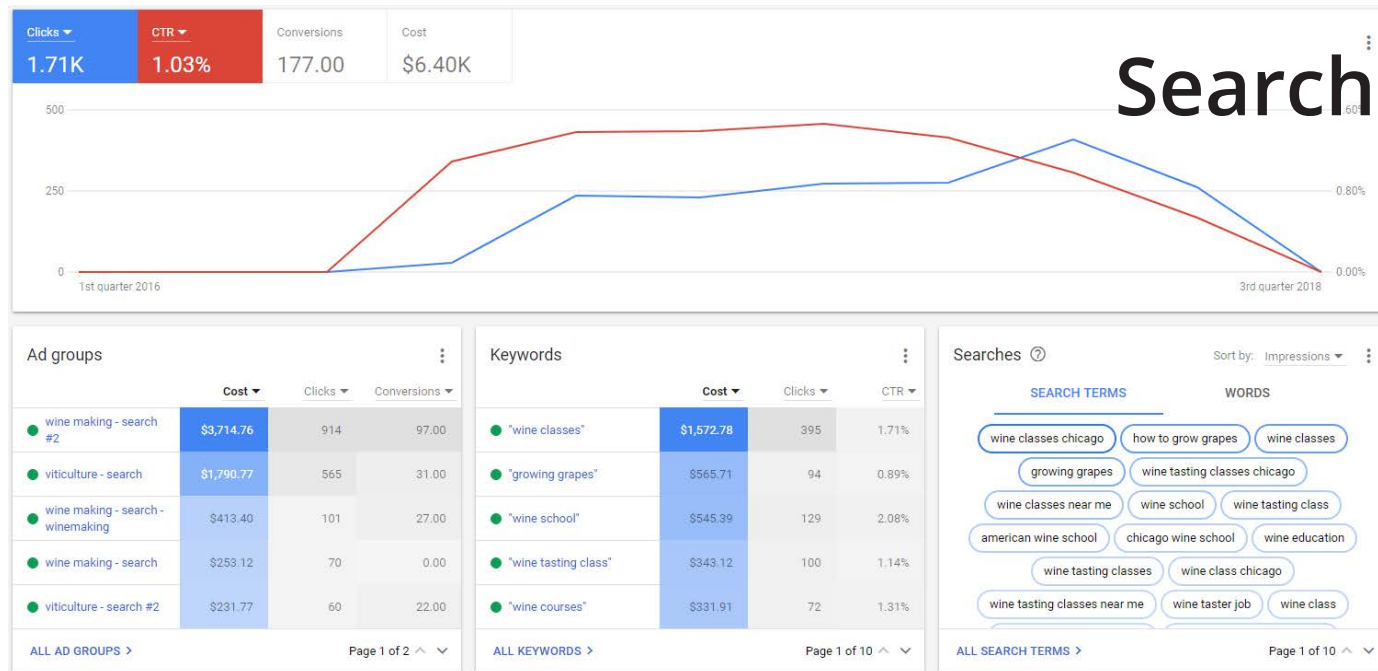 Clicks
CTR
Conversions
Cost
1.71K
1.03%
177.00
$6.40K
Search
500
250
0.80%
0
0.00%
1st quarter 2016
3rd quarter 2018
Ad groups
Cost Clicks Conversions
wine making - search
#2
$3,714.76 914 97.00
viticulture - search $1,790.77 565 31.00
wine making - search -
winemaking
$413.40 101 27.00
wine making - search $253.12 70 0.00
viticulture - search #2 $231.77 60 22.00
ALL AD GROUPS > Page 1 of 2
Keywords
Cost Clicks CTR
"wine classes" $1,572.78 395 1.71%
"growing grapes" $565.71 94 0.89%
"wine school" $545.39 129 2.08%
"wine tasting class" $343.12 100 1.14%
"wine courses" $331.91 72 1.31%
ALL KEYWORDS > Page 1 of 10
Searches ? Sort by: Impressions
SEARCH TERMS WORDS
wine classes chicago how to grow grapes wine classes
growing grapes wine tasting classes chicago
wine classes near me wine school wine tasting class
american wine school chicago wine school wine education
wine tasting classes wine class chicago
wine tasting classes near me wine taster job wine class
ALL SEARCH TERMS > Page 1 of 10